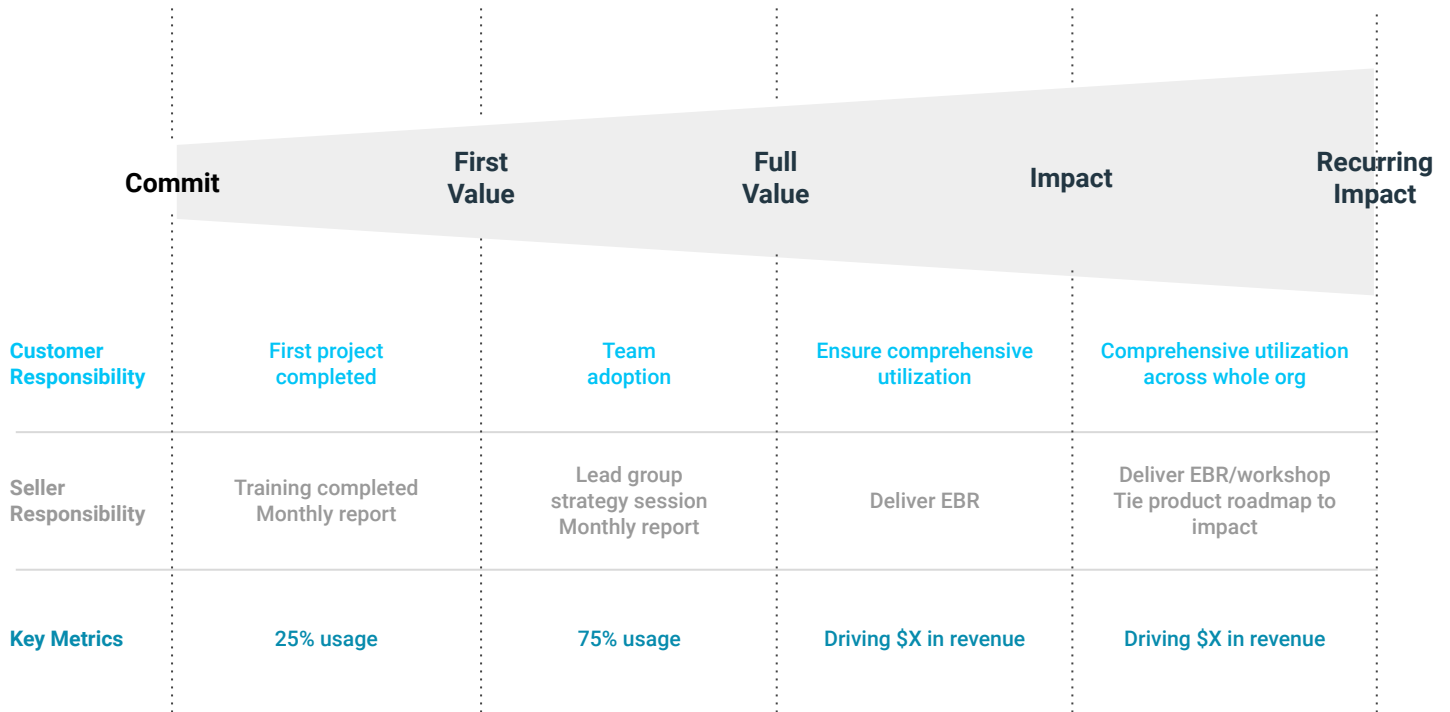 Commit
First
Value
Full
Value
Impact
Recurring
Impact
Customer
Responsibility
First project
completed
Team
adoption
Ensure comprehensive
utilization
Comprehensive utilization
across whole org
Seller
Responsibility
Training completed
Monthly report
Lead group
strategy session
Monthly report
Deliver EBR
Deliver EBR/workshop
Tie product roadmap to
impact
Key Metrics
25% usage
75% usage
Driving $X in revenue
Driving $X in revenue